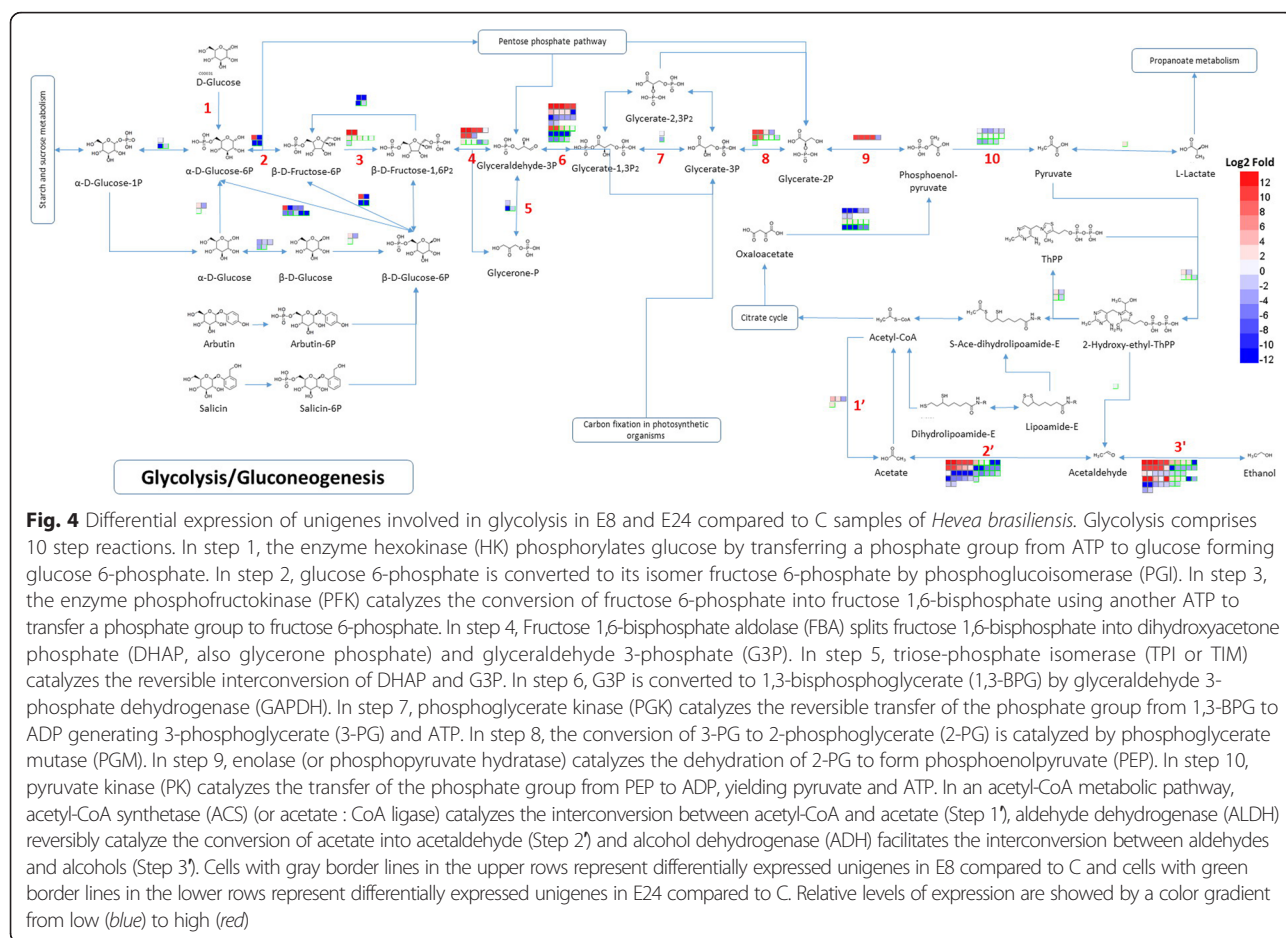 Pentose phosphate pathway
Propanoate metabolism
Starch and sucrose metabolism
D-Glucose
Glycerate-2,3P2
1
2
3
4
6
7
8
9
10
α-D-Glucose-1P
α-D-Glucose-6P
β-D-Fructose-6P
β-D-Fructose-1,6P2
Glyceraldehyde-3P
Glycerate-1,3P2
Glycerate-3P
Glycerate-2P
Phosphoenol-
pyruvate
Pyruvate
L-Lactate
5
α-D-Glucose
β-D-Glucose
β-D-Glucose-6P
Glycerone-P
Oxaloacetate
ThPP
Arbutin
Arbutin-6P
Citrate cycle
Acetyl-CoA
S-Ace-dihydrolipoamide-E
2-Hydroxy-ethyl-ThPP
Salicin
Salicin-6P
1'
Dihydrolipoamide-E
Lipoamide-E
Carbon fixation in photosynthetic
organisms
2'
3'
Acetate
Acetaldehyde
Ethanol
Log2 Fold
12
10
8
6
4
2
0
-2
-4
-6
-8
-10
-12
Glycolysis/Gluconeogenesis
Fig. 4 Differential expression of unigenes involved in glycolysis in E8 and E24 compared to C samples of Hevea brasiliensis. Glycolysis comprises
10 step reactions. In step 1, the enzyme hexokinase (HK) phosphorylates glucose by transferring a phosphate group from ATP to glucose forming
glucose 6-phosphate. In step 2, glucose 6-phosphate is converted to its isomer fructose 6-phosphate by phosphoglucoisomerase (PGI). In step 3,
the enzyme phosphofructokinase (PFK) catalyzes the conversion of fructose 6-phosphate into fructose 1,6-bisphosphate using another ATP to
transfer a phosphate group to fructose 6-phosphate. In step 4, Fructose 1,6-bisphosphate aldolase (FBA) splits fructose 1,6-bisphosphate into dihydroxyacetone
phosphate (DHAP, also glycerone phosphate) and glyceraldehyde 3-phosphate (G3P). In step 5, triose-phosphate isomerase (TPI or TIM)
catalyzes the reversible interconversion of DHAP and G3P. In step 6, G3P is converted to 1,3-bisphosphoglycerate (1,3-BPG) by glyceraldehyde 3-
phosphate dehydrogenase (GAPDH). In step 7, phosphoglycerate kinase (PGK) catalyzes the reversible transfer of the phosphate group from 1,3-BPG to
ADP generating 3-phosphoglycerate (3-PG) and ATP. In step 8, the conversion of 3-PG to 2-phosphoglycerate (2-PG) is catalyzed by phosphoglycerate
mutase (PGM). In step 9, enolase (or phosphopyruvate hydratase) catalyzes the dehydration of 2-PG to form phosphoenolpyruvate (PEP). In step 10,
pyruvate kinase (PK) catalyzes the transfer of the phosphate group from PEP to ADP, yielding pyruvate and ATP. In an acetyl-CoA metabolic pathway,
acetyl-CoA synthetase (ACS) (or acetate : CoA ligase) catalyzes the interconversion between acetyl-CoA and acetate (Step 1'), aldehyde dehydrogenase (ALDH)
reversibly catalyze the conversion of acetate into acetaldehyde (Step 2') and alcohol dehydrogenase (ADH) facilitates the interconversion between aldehydes
and alcohols (Step 3'). Cells with gray border lines in the upper rows represent differentially expressed unigenes in E8 compared to C and cells with green
border lines in the lower rows represent differentially expressed unigenes in E24 compared to C. Relative levels of expression are showed by a color gradient
from low (blue) to high (red)